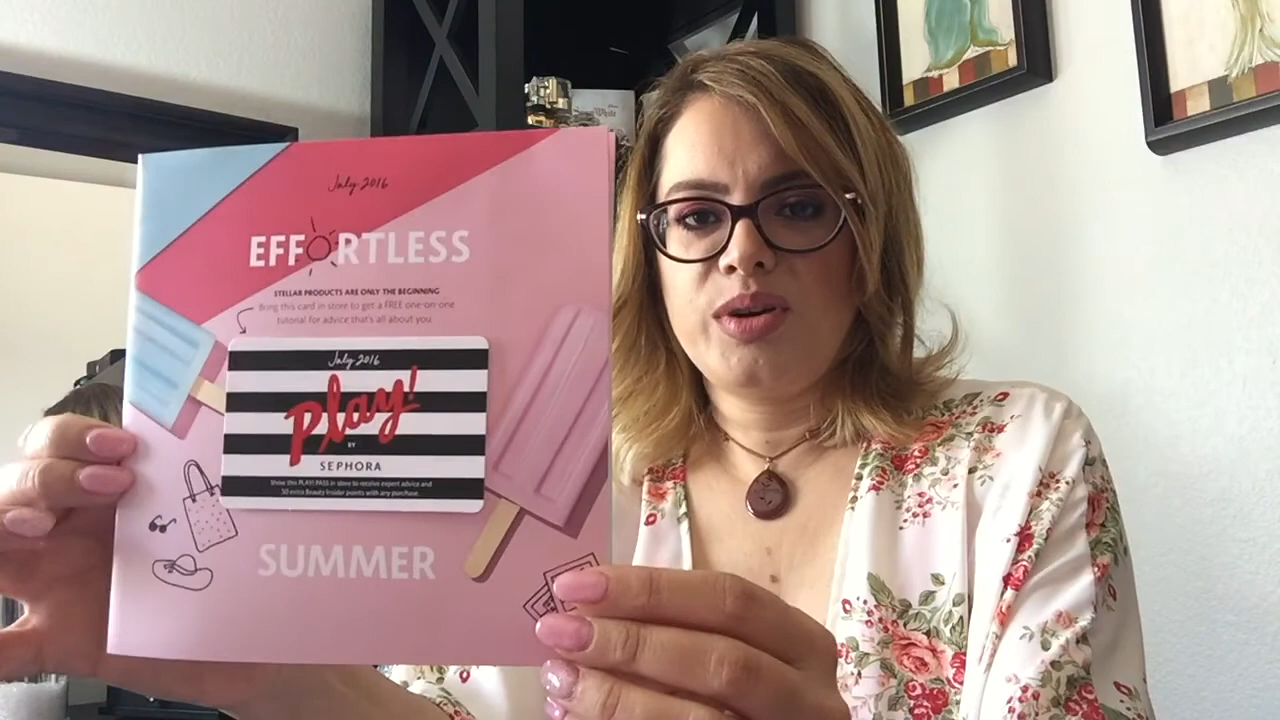 July 2016
EFFORTLESS
STELLAR PRODUCTS ARE ONLY THE BEGINNING
Bring this card in store to get a FREE one-on-one
tutorial for advice that's all about you.
July 2016
Play!
BY
SEPHORA
Show this PLAY! PASS in store to receive expert advice and
50 extra Beauty Insider points with any purchase.
SUMMER
White